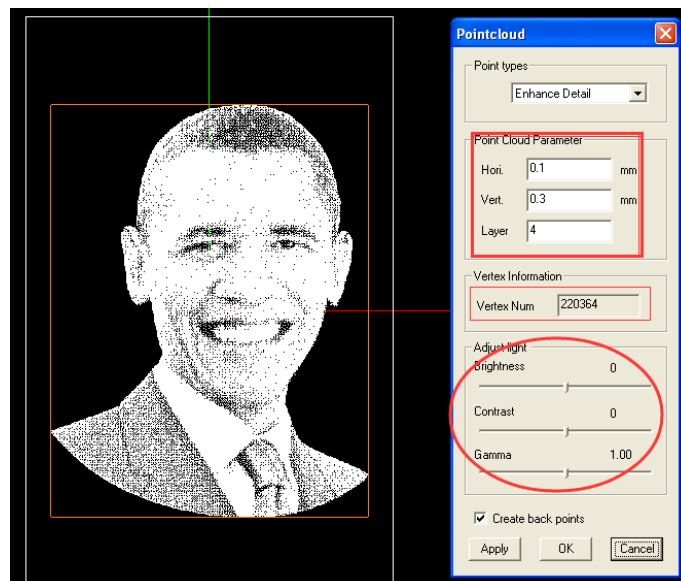 Pointcloud
Point types
Enhance Detail
Point Cloud Parameter
Hori. 0.1 mm
Vert. 0.3 mm
Layer 4
Vertex Information
Vertex Num 220364
Adjust light
Brightness 0
Contrast 0
Gamma 1.00
Create back points
Apply OK Cancel